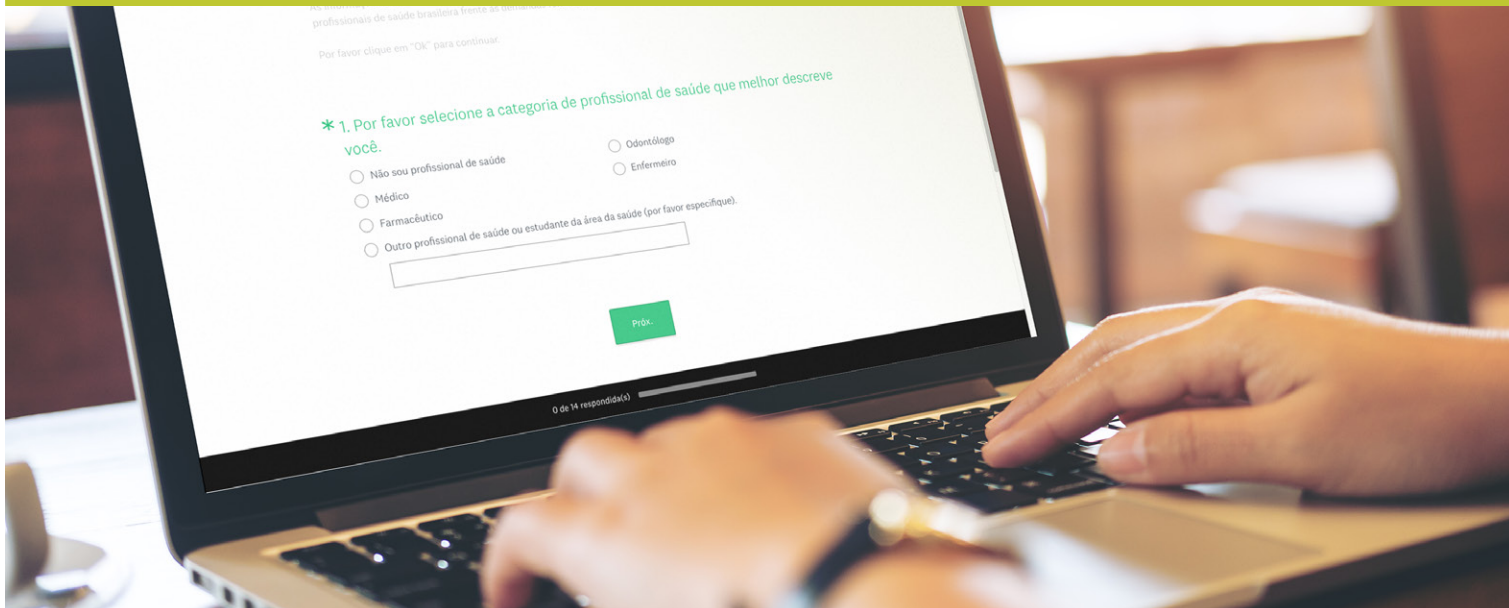 profissionais de saúde brasileira frente as demandas
Por favor clique em "Ok" para continuar.
* 1. Por favor selecione a categoria de profissional de saúde que melhor descreve
você.
Não sou profissional de saúde
Odontólogo
Médico
Enfermeiro
Farmacêutico
Outro profissional de saúde ou estudante da área da saúde (por favor especifique).
Próx.
0 de 14 respondida(s)